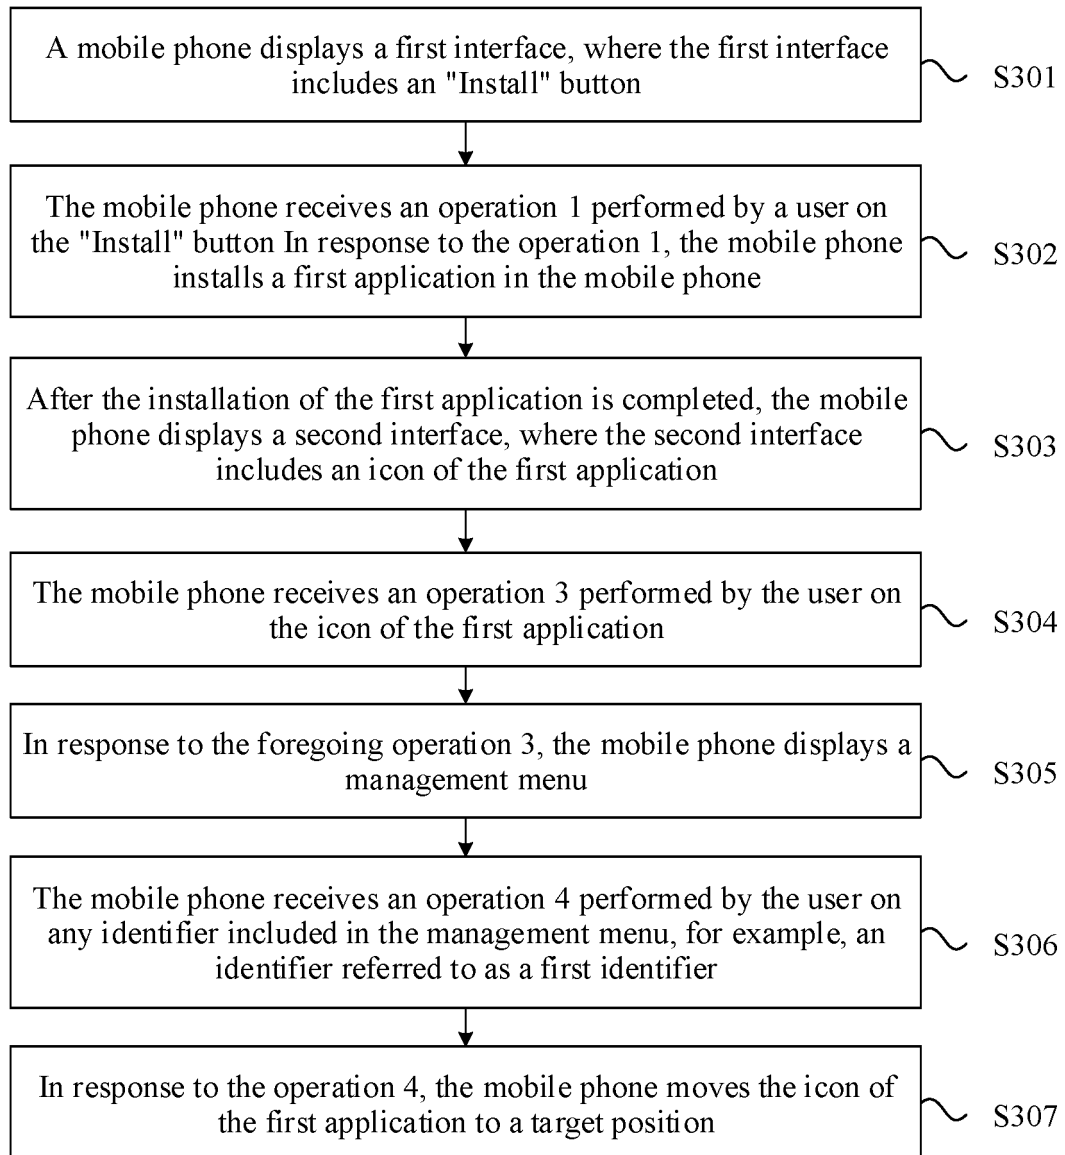 A mobile phone displays a first interface, where the first interface
includes an "Install" button
S301
The mobile phone receives an operation 1 performed by a user on
the "Install" button In response to the operation 1, the mobile phone
installs a first application in the mobile phone
S302
After the installation of the first application is completed, the mobile
phone displays a second interface, where the second interface
includes an icon of the first application
S303
The mobile phone receives an operation 3 performed by the user on
the icon of the first application
S304
In response to the foregoing operation 3, the mobile phone displays a
management menu
S305
The mobile phone receives an operation 4 performed by the user on
any identifier included in the management menu, for example, an
identifier referred to as a first identifier
S306
In response to the operation 4, the mobile phone moves the icon of
the first application to a target position
S307